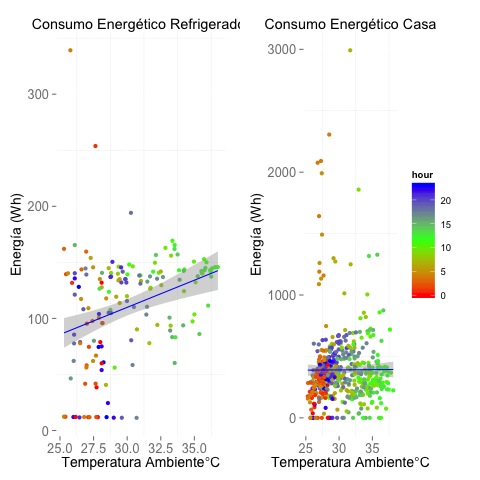 Consumo Energético Refrigerado
Consumo Energético Casa
Energía (Wh)
300
200
100
0
25.0 27.5 30.0 32.5 35.0
Temperatura Ambiente°C
Energía (Wh)
3000
2000
1000
0
25 30 35
Temperatura Ambiente°C
hour
20
15
10
5
0